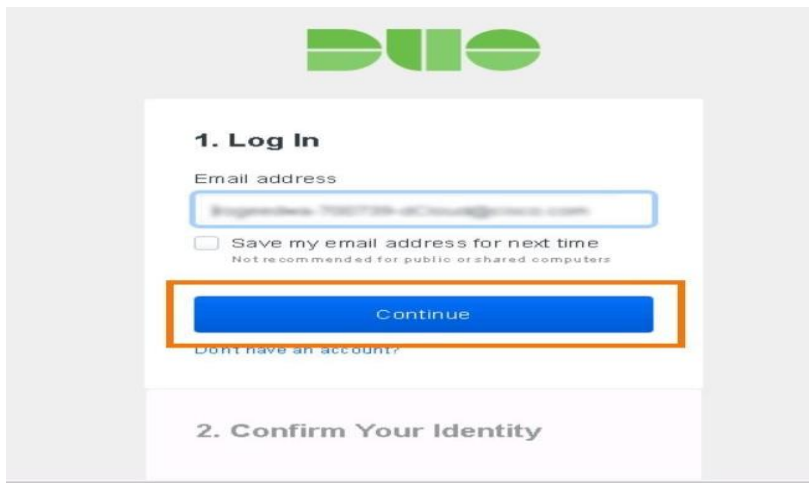 DUO
1. Log In
Email address
Save my email address for next time
Not recommended for public or shared computers
Continue
Don't have an account?
2. Confirm Your Identity